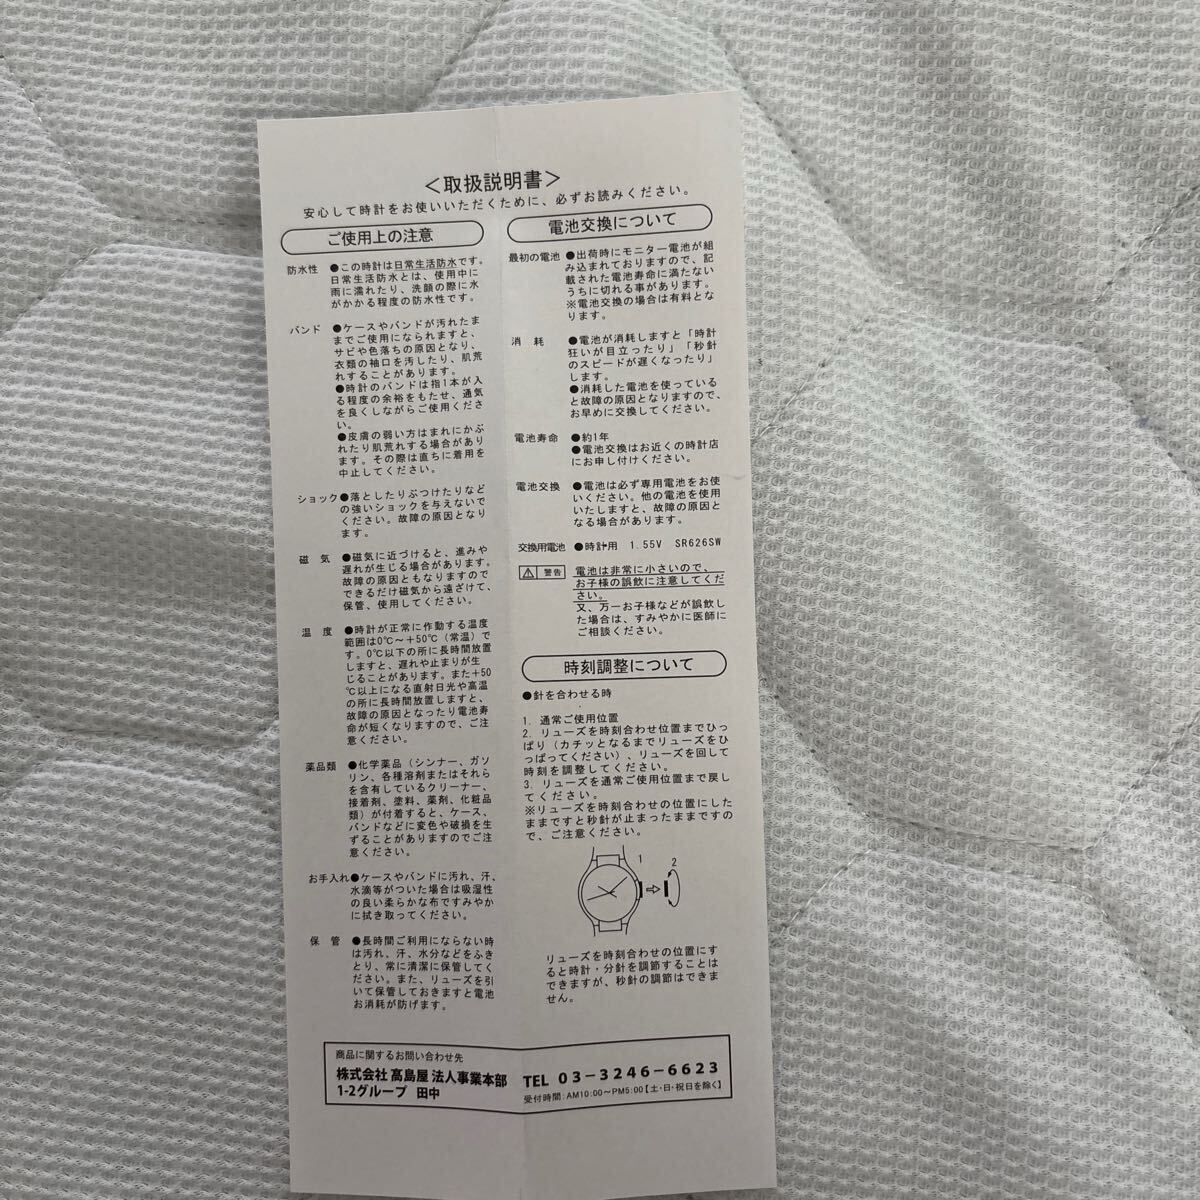 ＜取扱説明書＞
安心して時計をお使いいただくために、必ずお読みください。
ご使用上の注意
防水性 ●この時計は日常生活防水です。
日常生活防水とは、使用中に
雨に濡れたり、洗顔の際に水
がかかる程度の防水性です。
バンド ●ケースやバンドが汚れたま
までご使用になられますと、
サビや色落ちの原因となり、
衣類の袖口を汚したり、肌荒
れすることがあります。
●時計のバンドは指1本が入
る程度の余裕をもたせ、通気
を良くしながらご使用くださ
い。
●皮膚の弱い方はまれにかぶ
れたり肌荒れする場合があり
ます。その際は直ちに着用を
中止してください。
ショック●落としたりぶつけたりなど
の強いショックを与えないで
ください。故障の原因となり
ます。
磁 気 ●磁気に近づけると、進みや
遅れが生じる場合があります。
故障の原因ともなりますので
できるだけ磁気から遠ざけて、
保管、使用してください。
温 度 ●時計が正常に作動する温度
範囲は0℃～+50℃（常温）で
す。0℃以下の所に長時間放置
しますと、遅れや止まりが生
じることがあります。また+50
℃以上になる直射日光や高温
の所に長時間放置しますと、
故障の原因となったり電池寿
命が短くなりますので、ご注
意ください。
薬品類 ●化学薬品（シンナー、ガソ
リン、各種溶剤またはそれら
を含有しているクリーナー、
接着剤、塗料、薬剤、化粧品
類）が付着すると、ケース、
バンドなどに変色や破損を生
ずることがありますのでご注
意ください。
お手入れ●ケースやバンドに汚れ、汗、
水滴等がついた場合は吸湿性
の良い柔らかな布ですみやか
に拭き取ってください。
保 管 ●長時間ご利用にならない時
は汚れ、汗、水分などをふき
とり、常に清潔に保管してく
ださい。また、リューズを引
いて保管しておきますと電池
お消耗が防げます。
電池交換について
最初の電池 ●出荷時にモニター電池が組
み込まれておりますので、記
載された電池寿命に満たない
うちに切れる事があります。
※電池交換の場合は有料とな
ります。
消 耗 ●電池が消耗しますと「時計
狂いが目立ったり」「秒針
のスピードが遅くなったり」
します。
●消耗した電池を使っている
と故障の原因となりますので、
お早めに交換してください。
電池寿命 ●約1年
●電池交換はお近くの時計店
にお申し付けください。
電池交換 ●電池は必ず専用電池をお使
いください。他の電池を使用
いたしますと、故障の原因と
なる場合があります。
交換用電池 ●時計用 1.55V SR626SW
⚠ 警告 電池は非常に小さいので、
お子様の誤飲に注意してくだ
さい。
又、万一お子様などが誤飲し
た場合は、すみやかに医師に
ご相談ください。
時刻調整について
●針を合わせる時
1. 通常ご使用位置
2. リューズを時刻合わせ位置までひっ
ぱり（カチッとなるまでリューズをひ
っぱってください）、リューズを回して
時刻を調整してください。
3. リューズを通常ご使用位置まで戻し
てください。
※リューズを時刻合わせの位置にした
ままですと秒針が止まったままですの
で、ご注意ください。
1 2
リューズを時刻合わせの位置にす
ると時計・分針を調節することは
できますが、秒針の調節はできま
せん。
商品に関するお問い合わせ先
株式会社 髙島屋 法人事業本部
1-2グループ 田中
TEL 03-3246-6623
受付時間：AM10:00～PM5:00【土・日・祝日を除く】